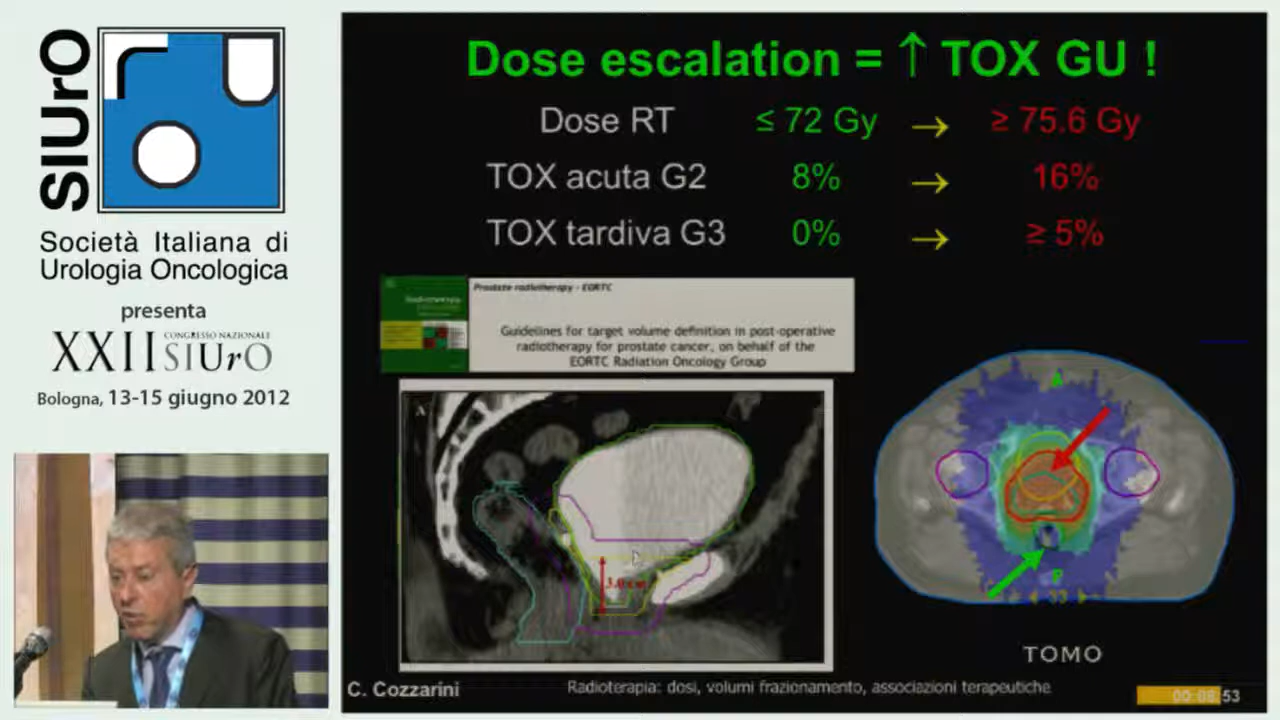 SIUrO
Società Italiana di
Urologia Oncologica
presenta
XXII CONGRESSO NAZIONALE SIUrO
Bologna, 13-15 giugno 2012
Dose escalation = ↑ TOX GU !
Dose RT ≤ 72 Gy → ≥ 75.6 Gy
TOX acuta G2 8% → 16%
TOX tardiva G3 0% → ≥ 5%
Prostate radiotherapy - EORTC
Guidelines for target volume definition in post-operative
radiotherapy for prostate cancer, on behalf of the
EORTC Radiation Oncology Group
A
A
P
TOMO
C. Cozzarini
Radioterapia: dosi, volumi frazionamento, associazioni terapeutiche